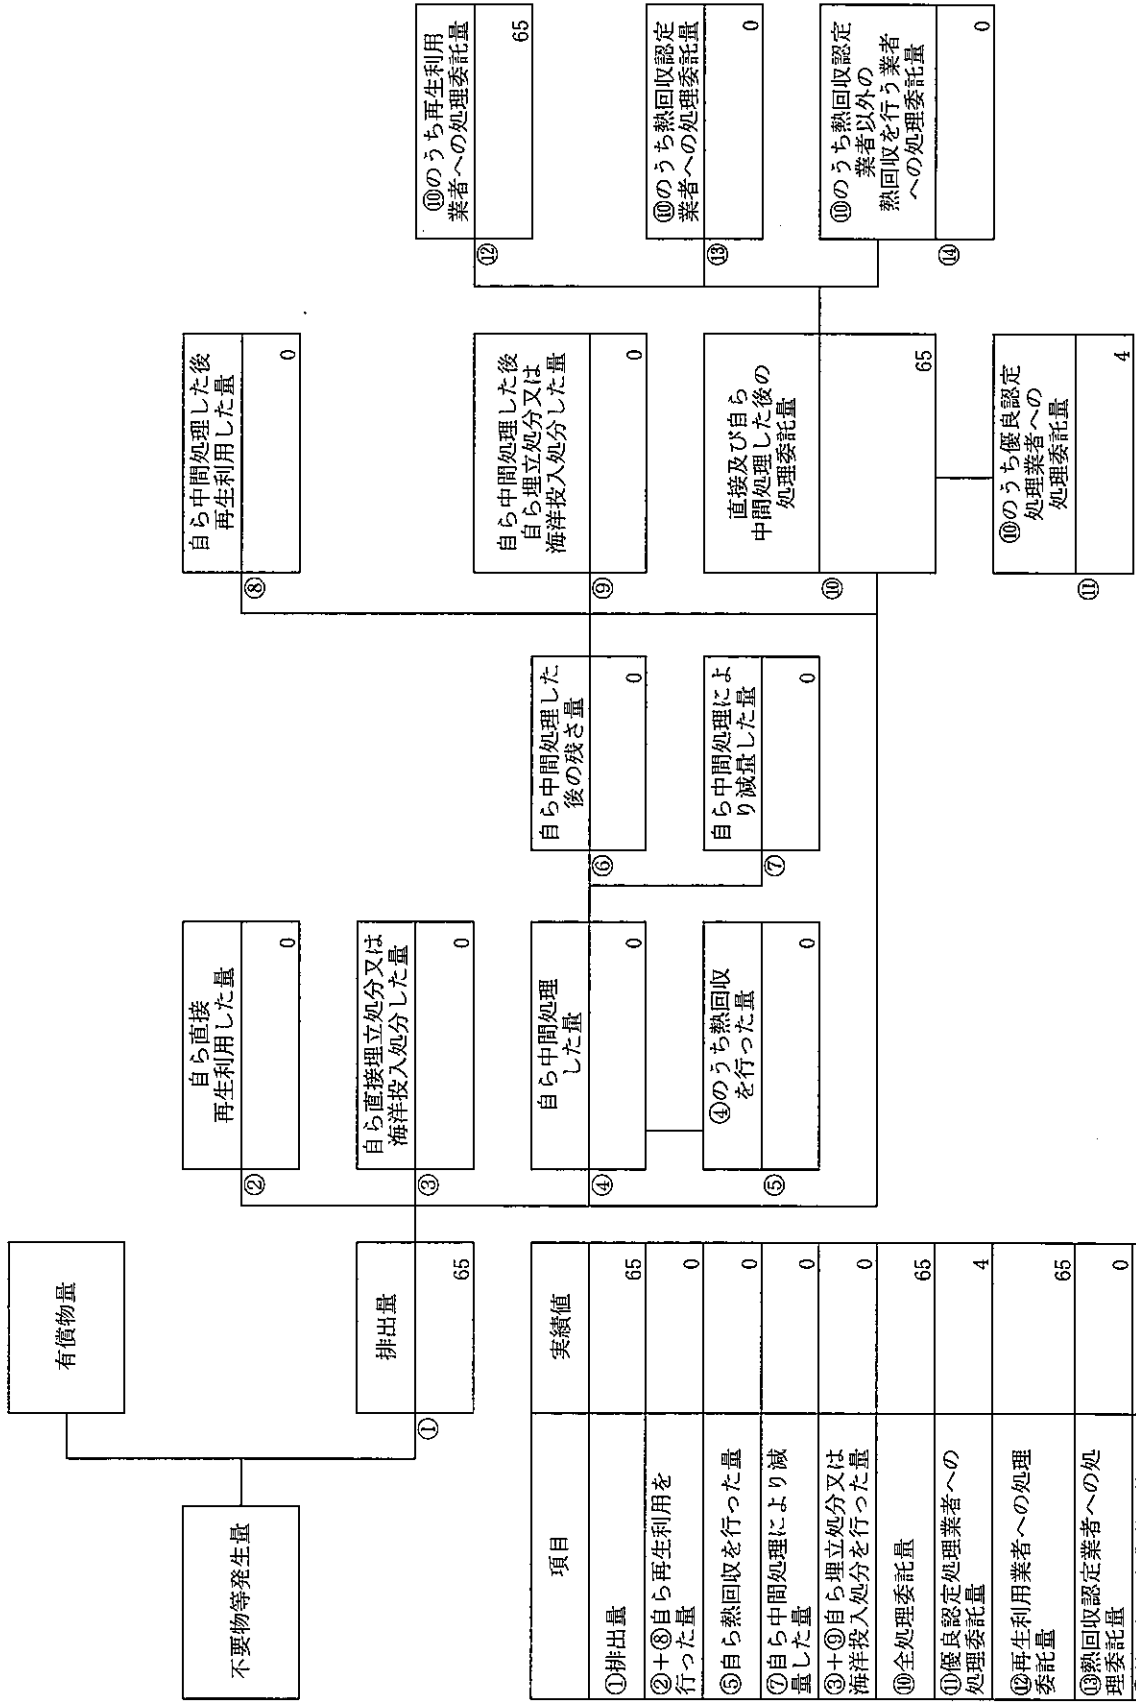 不要物等発生量
有償物量
①
排出量
65
②
自ら直接
再生利用した量
0
③
自ら直接埋立処分又は
海洋投入処分した量
0
④
自ら中間処理
した量
0
⑤
④のうち熱回収
を行った量
0
⑥
自ら中間処理した
後の残さ量
0
⑦
自ら中間処理によ
り減量した量
0
⑧
自ら中間処理した後
再生利用した量
0
⑨
自ら中間処理した後
自ら埋立処分又は
海洋投入処分した量
0
⑩
直接及び自ら
中間処理した後の
処理委託量
65
⑪
⑩のうち優良認定
処理業者への
処理委託量
4
⑫
⑩のうち再生利用
業者への処理委託量
65
⑬
⑩のうち熱回収認定
業者への処理委託量
0
⑭
⑩のうち熱回収認定
業者以外の
熱回収を行う業者
への処理委託量
0
項目 実績値
①排出量 65
②+⑧自ら再生利用を
行った量 0
⑤自ら熱回収を行った量 0
⑦自ら中間処理により減
量した量 0
③+⑨自ら埋立処分又は
海洋投入処分を行った量 0
⑩全処理委託量 65
⑪優良認定処理業者への
処理委託量 4
⑫再生利用業者への処理
委託量 65
⑬熱回収認定業者への処
理委託量 0